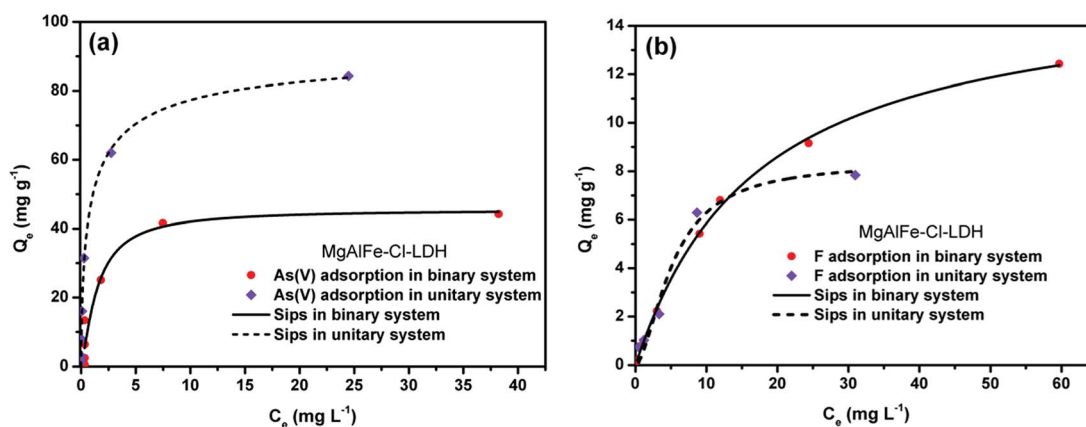 (a)
100
80
60
40
20
0
Qₑ (mg g⁻¹)
0 5 10 15 20 25 30 35 40
Cₑ (mg L⁻¹)
MgAlFe-Cl-LDH
As(V) adsorption in binary system
As(V) adsorption in unitary system
Sips in binary system
Sips in unitary system
(b)
14
12
10
8
6
4
2
0
Qₑ (mg g⁻¹)
0 10 20 30 40 50 60
Cₑ (mg L⁻¹)
MgAlFe-Cl-LDH
F adsorption in binary system
F adsorption in unitary system
Sips in binary system
Sips in unitary system